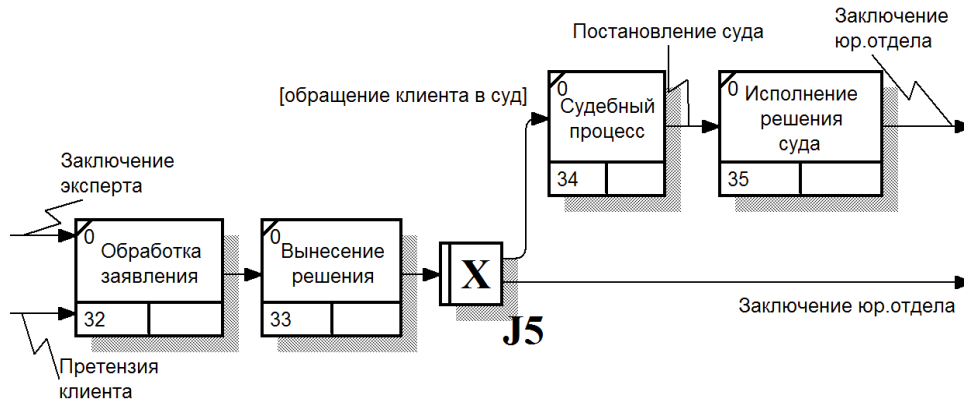 Заключение
юр.отдела
Постановление суда
[обращение клиента в суд]
0
Судебный
процесс
34
0
Исполнение
решения
суда
35
Заключение
эксперта
0
Обработка
заявления
32
0
Вынесение
решения
33
X
J5
Заключение юр.отдела
Претензия
клиента